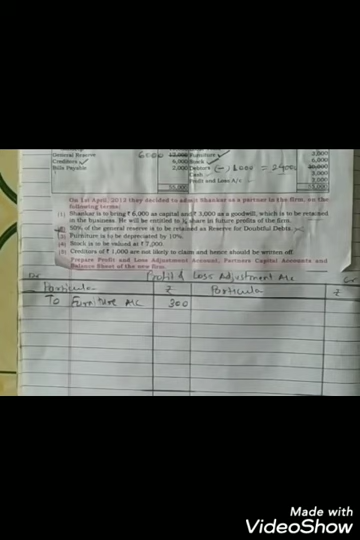 General Reserve 6000 12,000 Furniture 3,000
Creditors 6,000 Stock 6,000
Bills Payable 2,000 Debtors (-) 1000 = 24000
Cash 3,000
Profit and Loss A/c 3,000
On 1st April, 2012 they decided to admit Shankar as a partner to the firm, on the
following terms:
(1) Shankar is to bring ₹ 6,000 as capital and ₹ 3,000 as a goodwill, which is to be retained
in the business. He will be entitled to share in future profits of the firm.
(2) 50% of the general reserve is to be retained as Reserve for Doubtful Debts.
(3) Furniture is to be depreciated by 10%.
(4) Stock is to be valued at ₹ 7,000.
(5) Creditors of ₹ 1,000 are not likely to claim and hence should be written off.
Prepare Profit and Loss Adjustment Account, Partners Capital Accounts and
Balance Sheet of the new firm.
Dr Profit & Loss Adjustment A/c Cr
Particular ₹ Particular ₹
To Furniture A/c 300
Made with
VideoShow